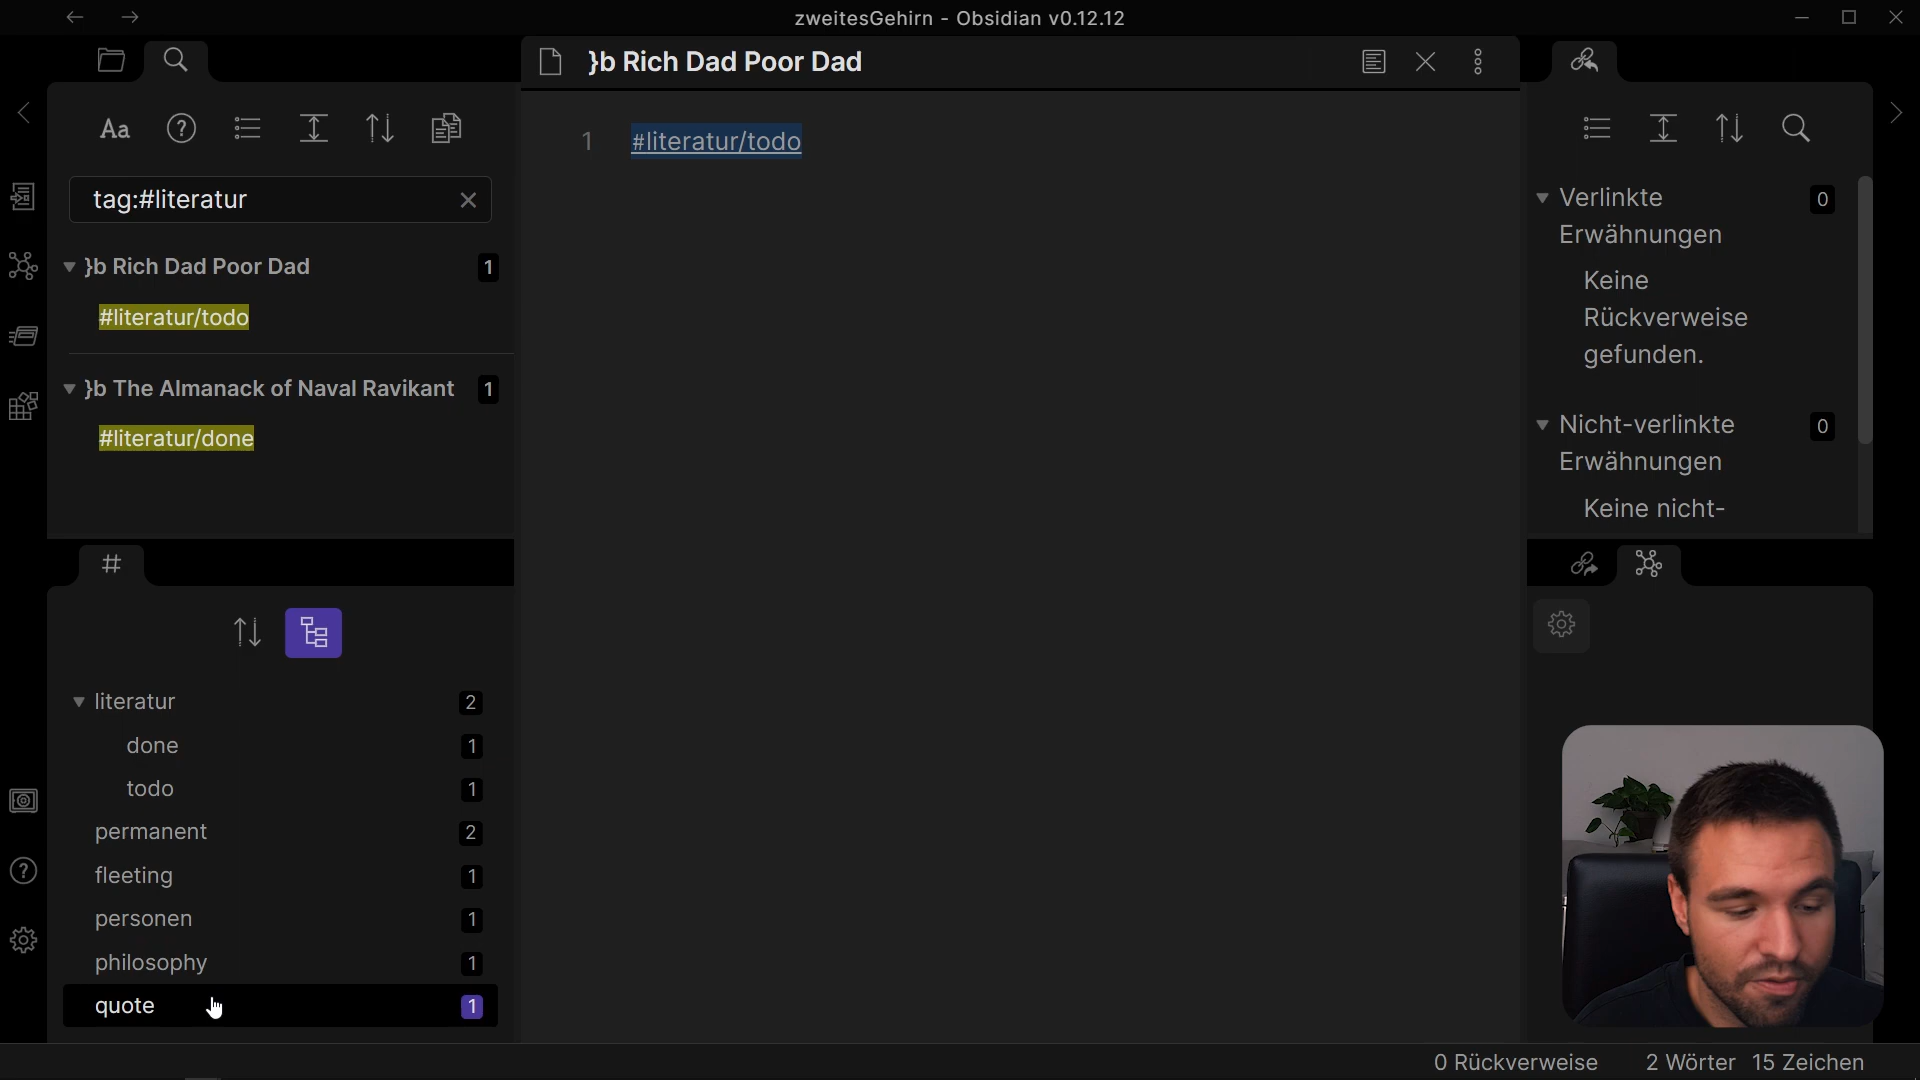 zweitesGehirn - Obsidian v0.12.12
}b Rich Dad Poor Dad
Aa
tag:#literatur
}b Rich Dad Poor Dad 1
#literatur/todo
}b The Almanack of Naval Ravikant 1
#literatur/done
#
literatur 2
done 1
todo 1
permanent 2
fleeting 1
personen 1
philosophy 1
quote 1
1 #literatur/todo
Verlinkte 0
Erwähnungen
Keine
Rückverweise
gefunden.
Nicht-verlinkte 0
Erwähnungen
Keine nicht-
0 Rückverweise 2 Wörter 15 Zeichen